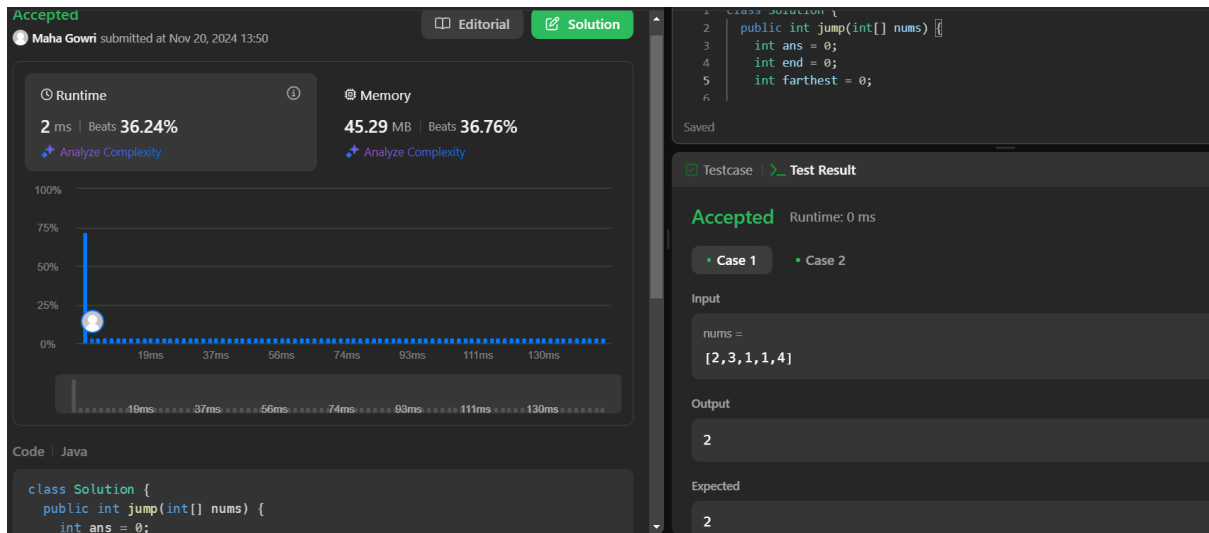 Accepted
Editorial
Solution
Maha Gowri submitted at Nov 20, 2024 13:50
Runtime
2 ms | Beats 36.24%
Analyze Complexity
Memory
45.29 MB | Beats 36.76%
Analyze Complexity
100%
75%
50%
25%
0%
19ms 37ms 56ms 74ms 93ms 111ms 130ms
19ms 37ms 56ms 74ms 93ms 111ms 130ms
Code | Java
class Solution {
public int jump(int[] nums) {
int ans = 0;
1 class Solution {
2 public int jump(int[] nums) {
3 int ans = 0;
4 int end = 0;
5 int farthest = 0;
6
Saved
Testcase | >_ Test Result
Accepted Runtime: 0 ms
• Case 1 • Case 2
Input
nums =
[2,3,1,1,4]
Output
2
Expected
2